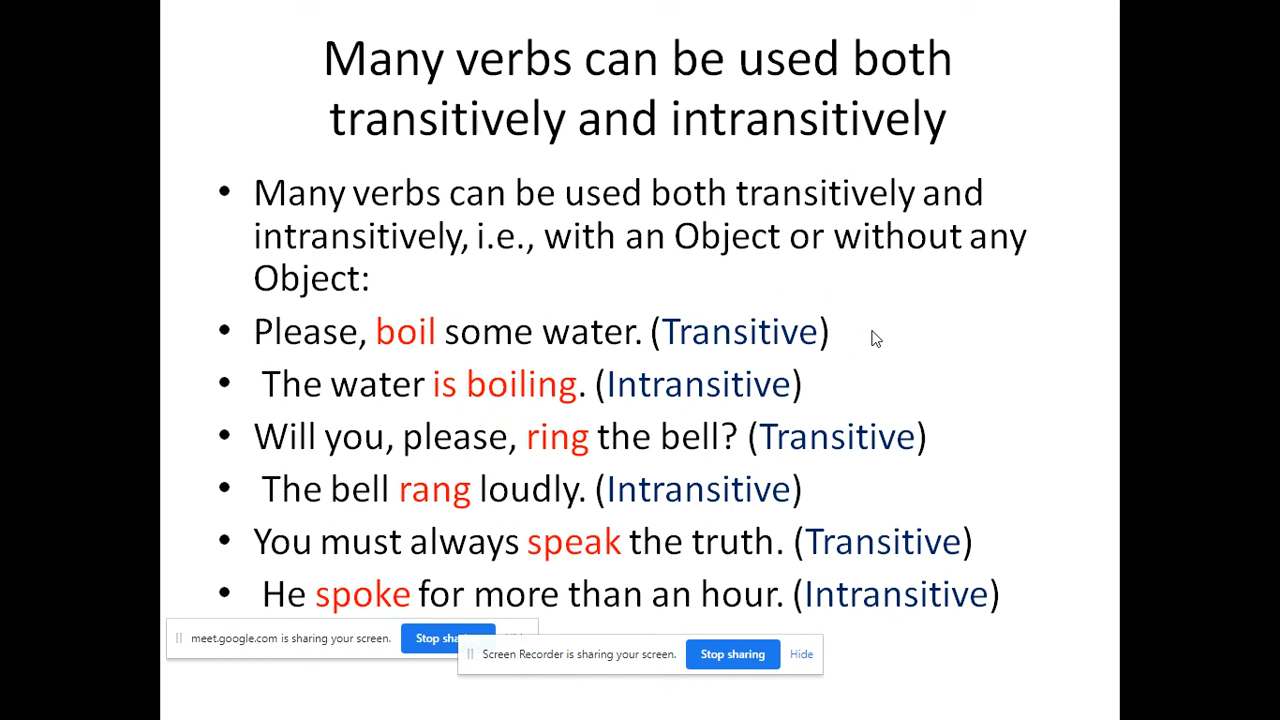 Many verbs can be used both
transitively and intransitively
• Many verbs can be used both transitively and
intransitively, i.e., with an Object or without any
Object:
• Please, boil some water. (Transitive)
• The water is boiling. (Intransitive)
• Will you, please, ring the bell? (Transitive)
• The bell rang loudly. (Intransitive)
• You must always speak the truth. (Transitive)
• He spoke for more than an hour. (Intransitive)
meet.google.com is sharing your screen. Stop
Screen Recorder is sharing your screen. Stop sharing Hide